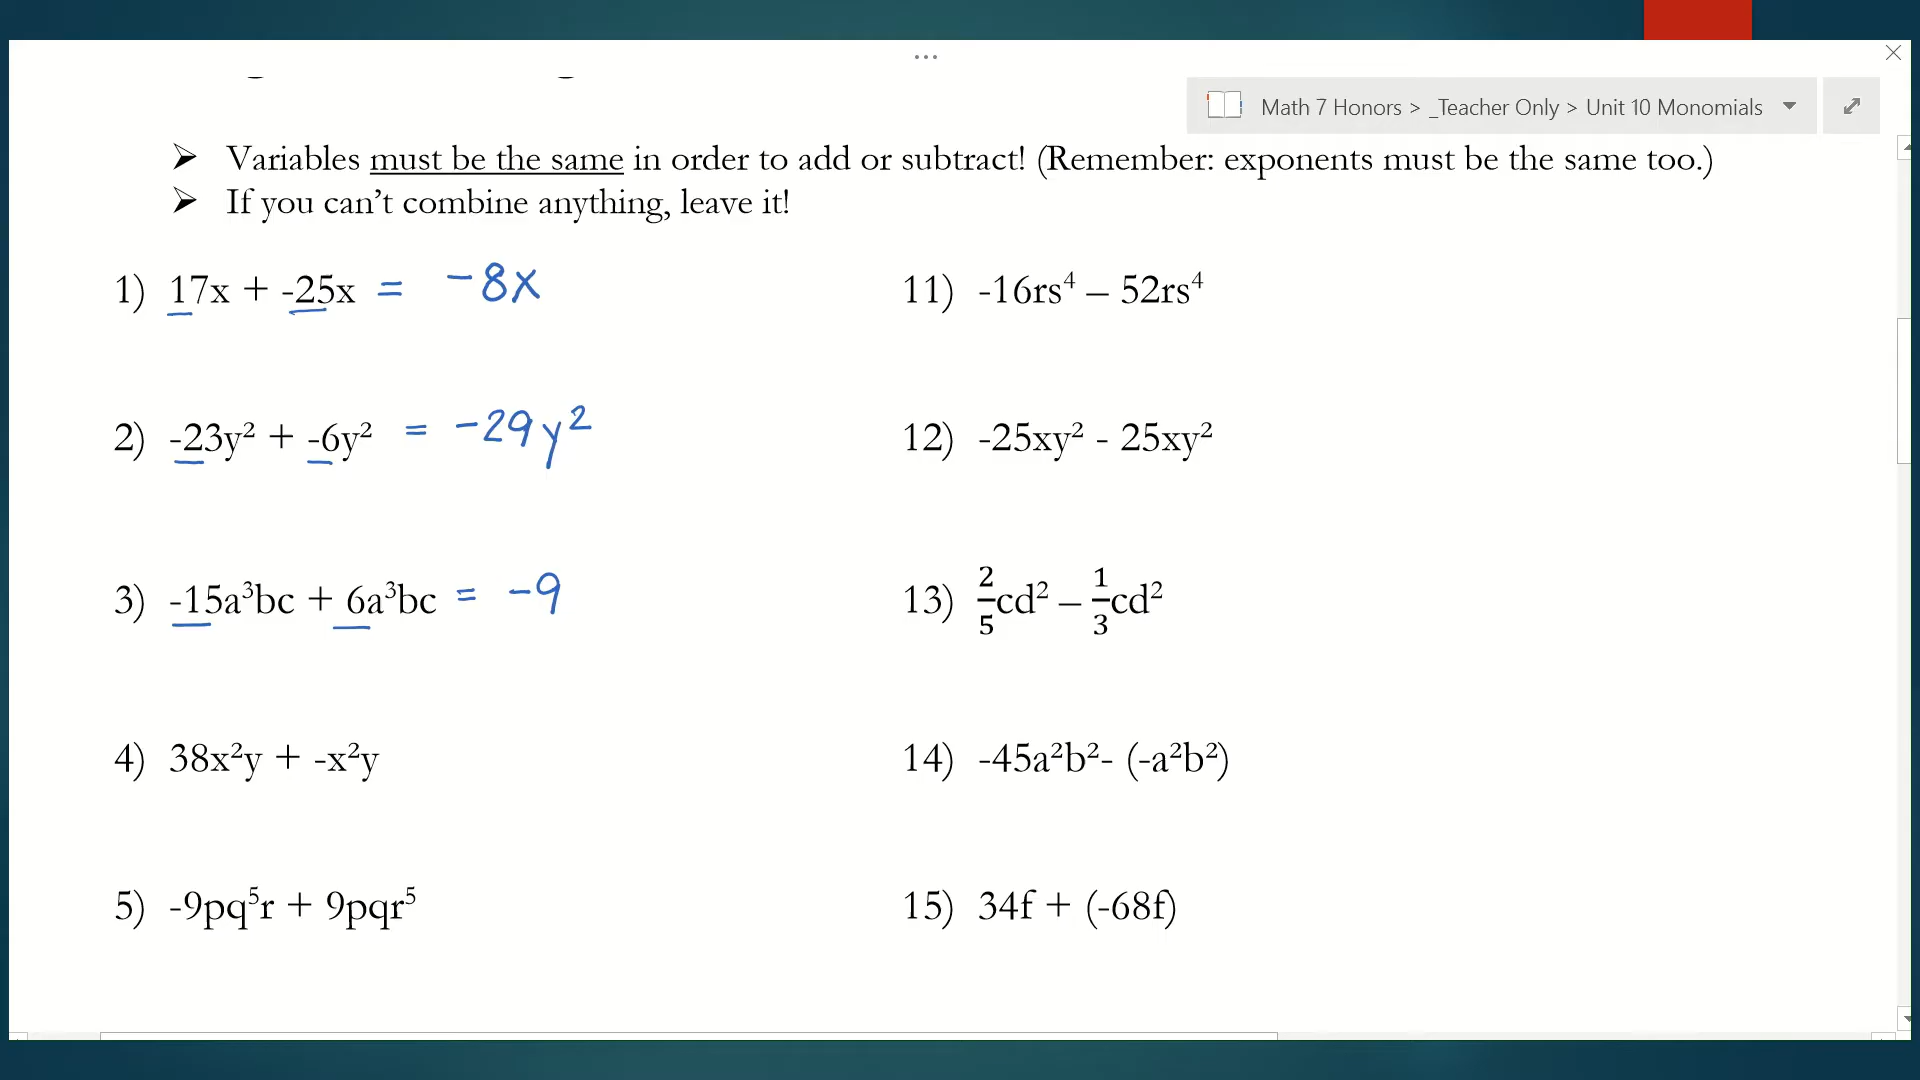 Math 7 Honors > _Teacher Only > Unit 10 Monomials
➢ Variables must be the same in order to add or subtract! (Remember: exponents must be the same too.)
➢ If you can’t combine anything, leave it!
1) 17x + -25x = -8x
2) -23y² + -6y² = -29y²
3) -15a³bc + 6a³bc = -9
4) 38x²y + -x²y
5) -9pq⁵r + 9pqr⁵
11) -16rs⁴ – 52rs⁴
12) -25xy² - 25xy²
13) 2/5cd² – 1/3cd²
14) -45a²b²- (-a²b²)
15) 34f + (-68f)